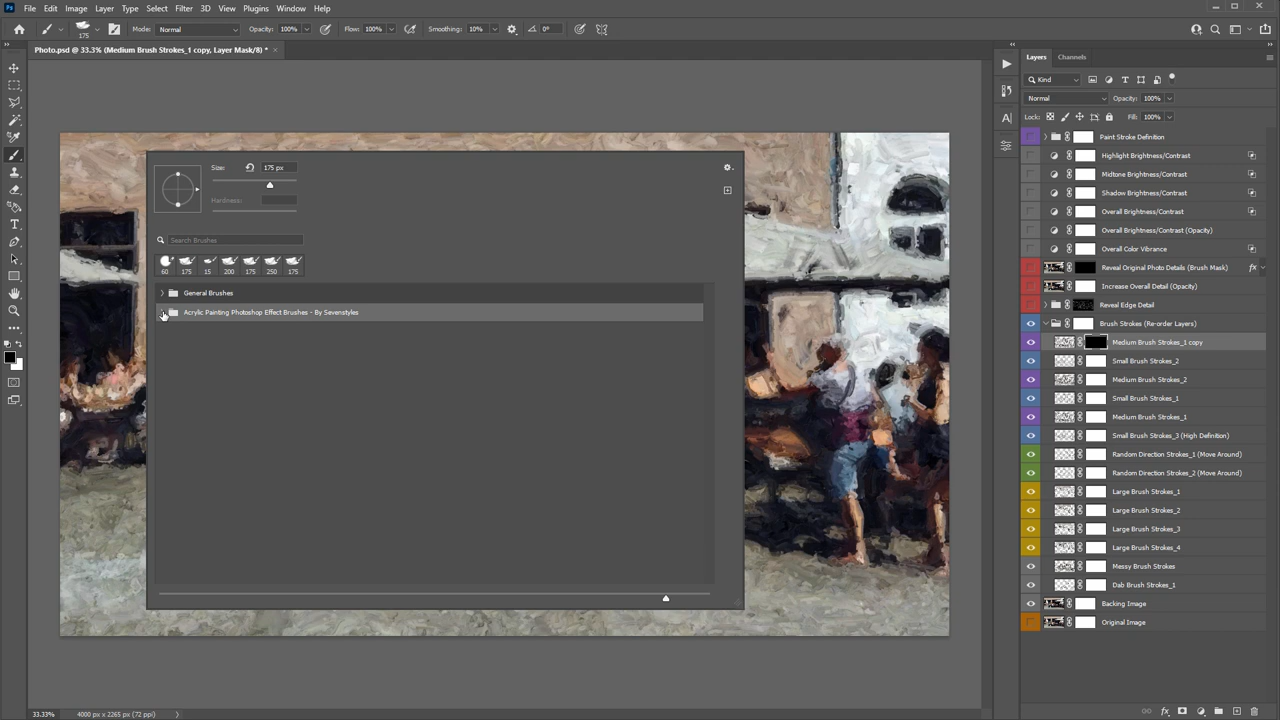 Ps File Edit Image Layer Type Select Filter 3D View Plugins Window Help
175 Mode: Normal Opacity: 100% Flow: 100% Smoothing: 10% 0°
Photo.psd @ 33.3% (Medium Brush Strokes_1 copy, Layer Mask/8) * ×
Layers Channels
Kind
Normal Opacity: 100%
Lock: Fill: 100%
Paint Stroke Definition
Highlight Brightness/Contrast
Midtone Brightness/Contrast
Shadow Brightness/Contrast
Overall Brightness/Contrast
Overall Brightness/Contrast (Opacity)
Overall Color Vibrance
Reveal Original Photo Details (Brush Mask) fx
Increase Overall Detail (Opacity)
Reveal Edge Detail
Brush Strokes (Re-order Layers)
Medium Brush Strokes_1 copy
Small Brush Strokes_2
Medium Brush Strokes_2
Small Brush Strokes_1
Medium Brush Strokes_1
Small Brush Strokes_3 (High Definition)
Random Direction Strokes_1 (Move Around)
Random Direction Strokes_2 (Move Around)
Large Brush Strokes_1
Large Brush Strokes_2
Large Brush Strokes_3
Large Brush Strokes_4
Messy Brush Strokes
Dab Brush Strokes_1
Backing Image
Original Image
Size: 175 px
Hardness:
Search Brushes
60 175 15 200 175 250 175
General Brushes
Acrylic Painting Photoshop Effect Brushes - By Sevenstyles
33.33% 4000 px x 2265 px (72 ppi)